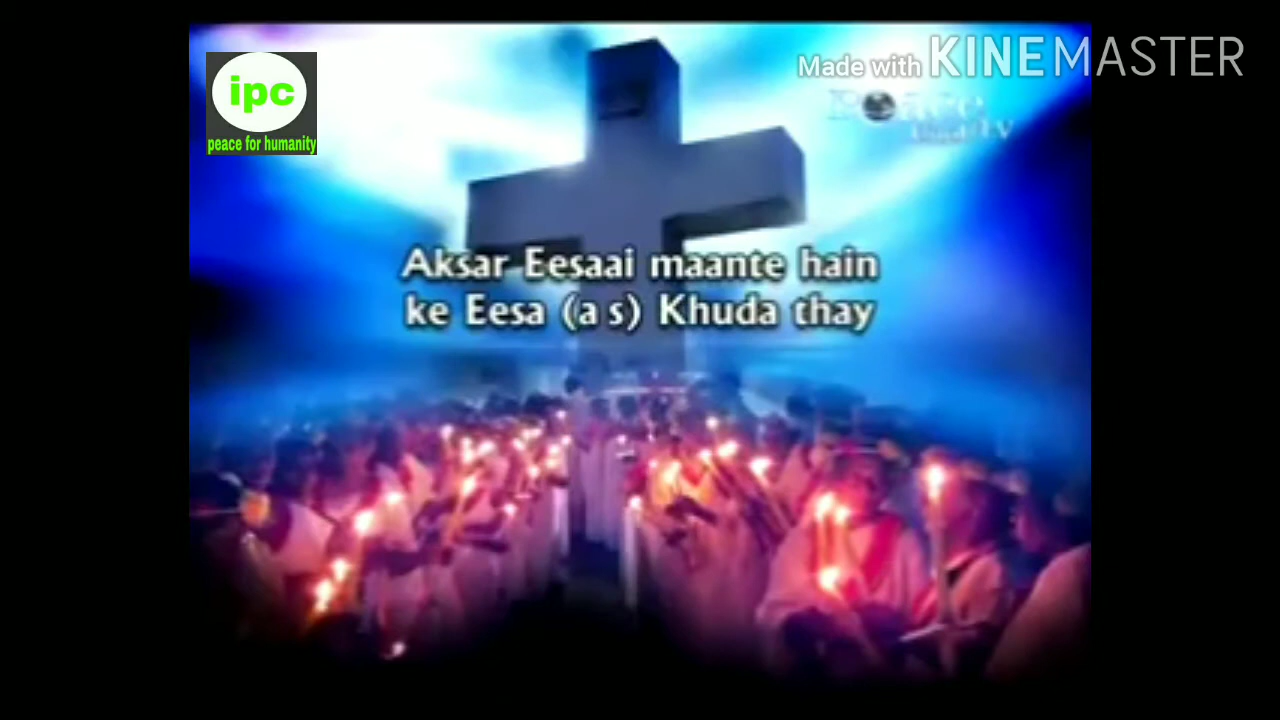 ipc
peace for humanity
Made with KINEMASTER
Aksar Eesaai maante hain
ke Eesa (a s) Khuda thay